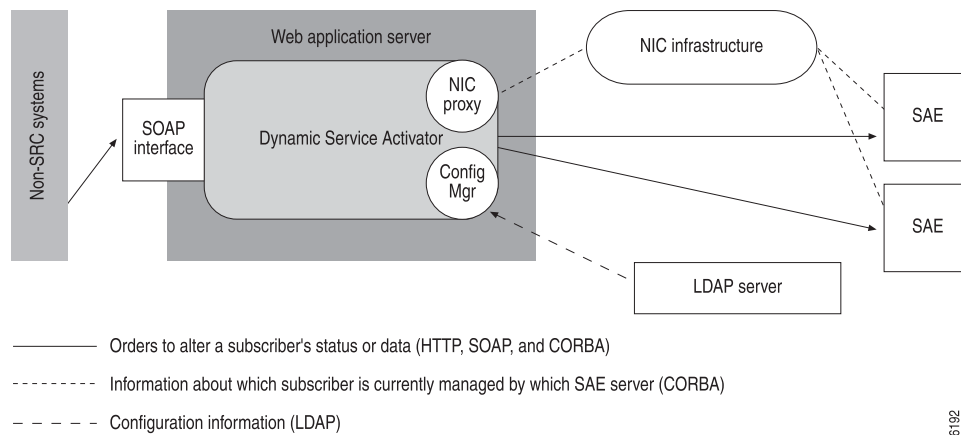 Web application server
NIC infrastructure
Non-SRC systems
SOAP
interface
Dynamic Service Activator
NIC
proxy
Config
Mgr
SAE
SAE
LDAP server
Orders to alter a subscriber's status or data (HTTP, SOAP, and CORBA)
Information about which subscriber is currently managed by which SAE server (CORBA)
Configuration information (LDAP)